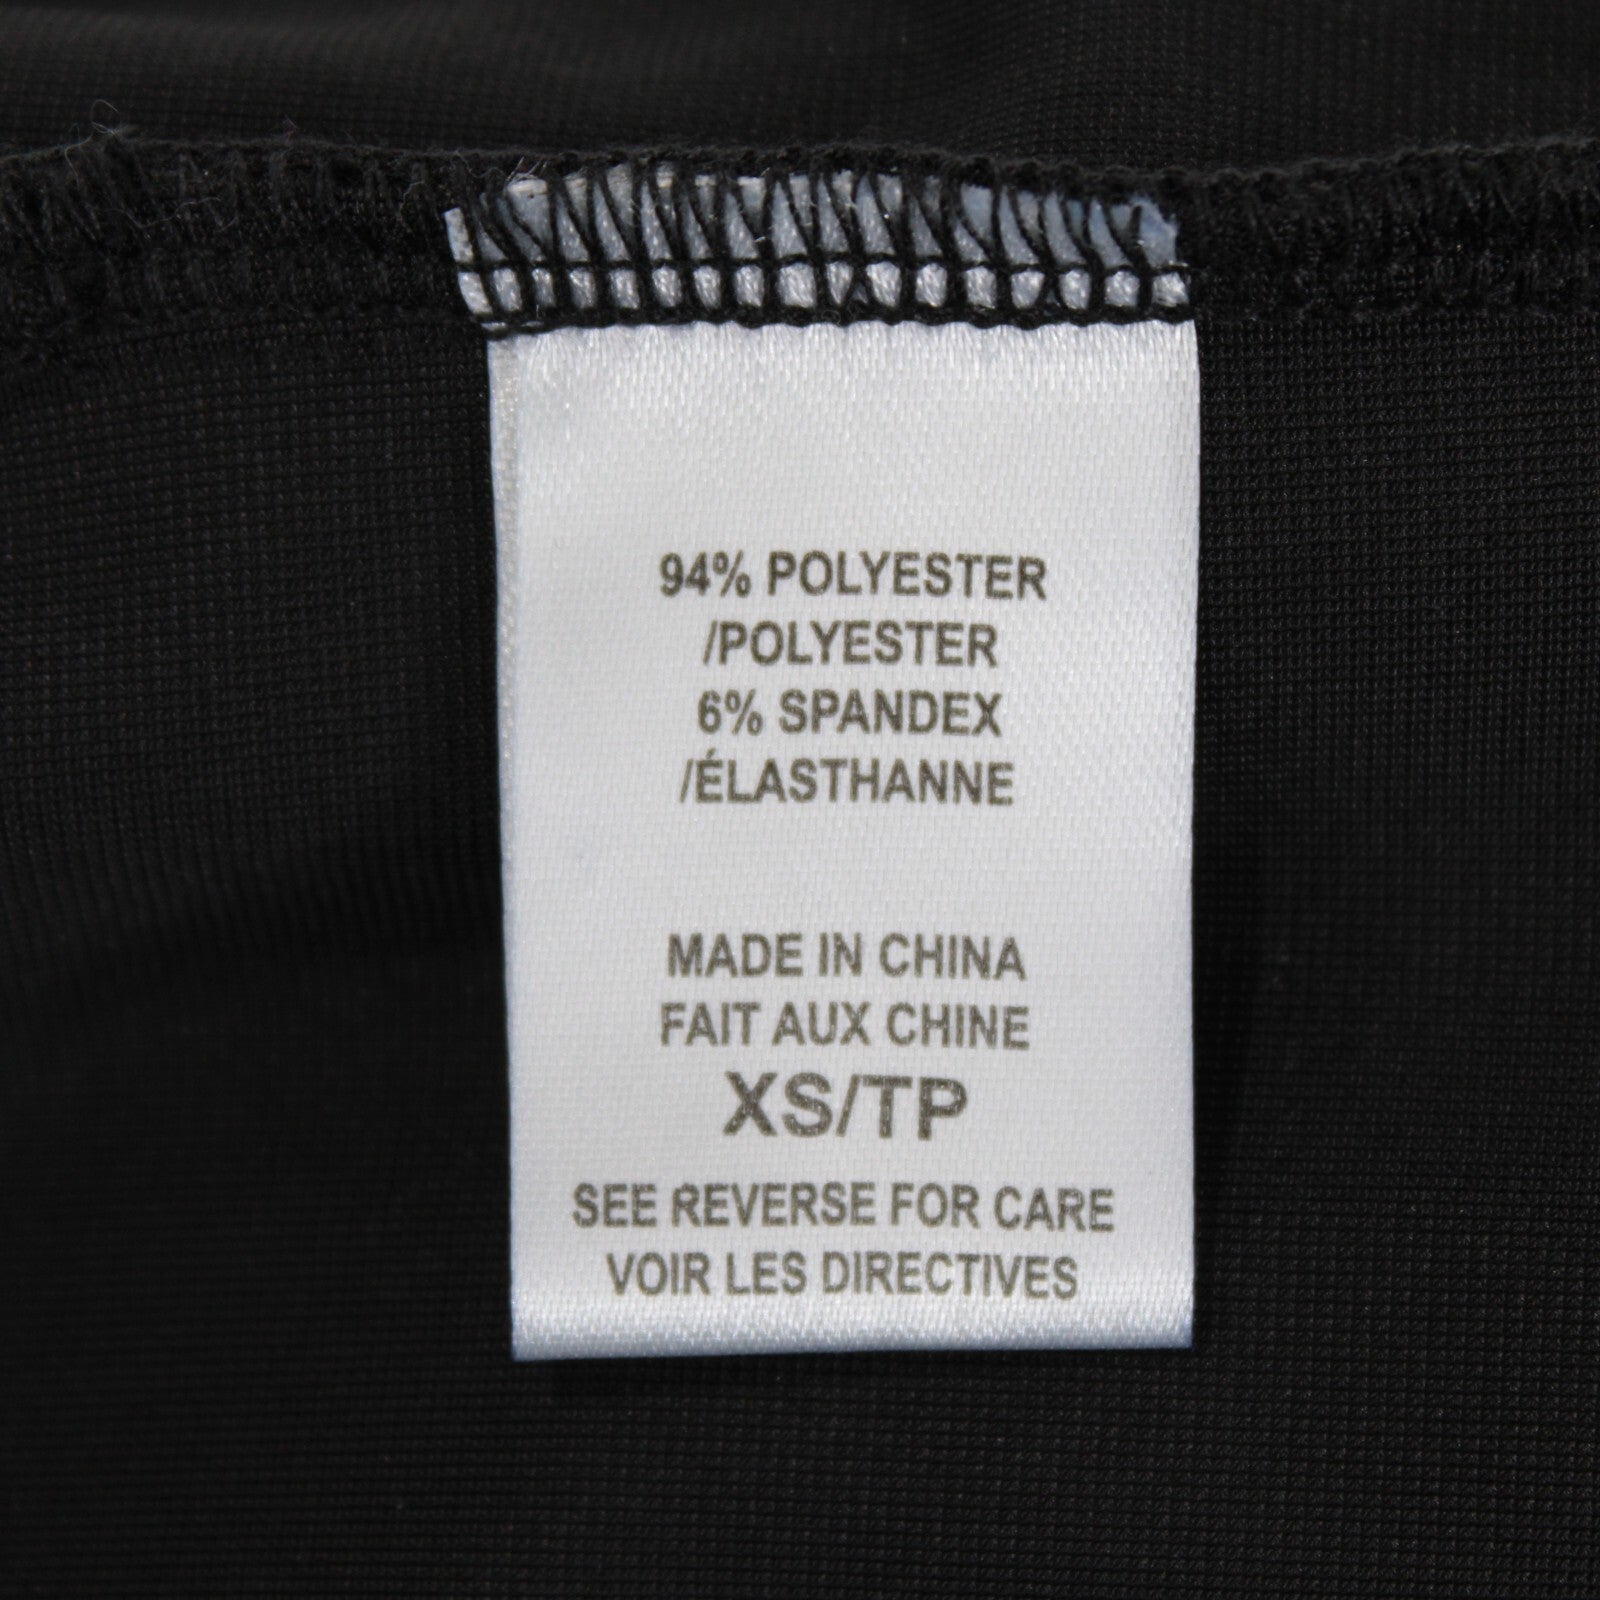 94% POLYESTER
/POLYESTER
6% SPANDEX
/ÉLASTHANNE
MADE IN CHINA
FAIT AUX CHINE
XS/TP
SEE REVERSE FOR CARE
VOIR LES DIRECTIVES